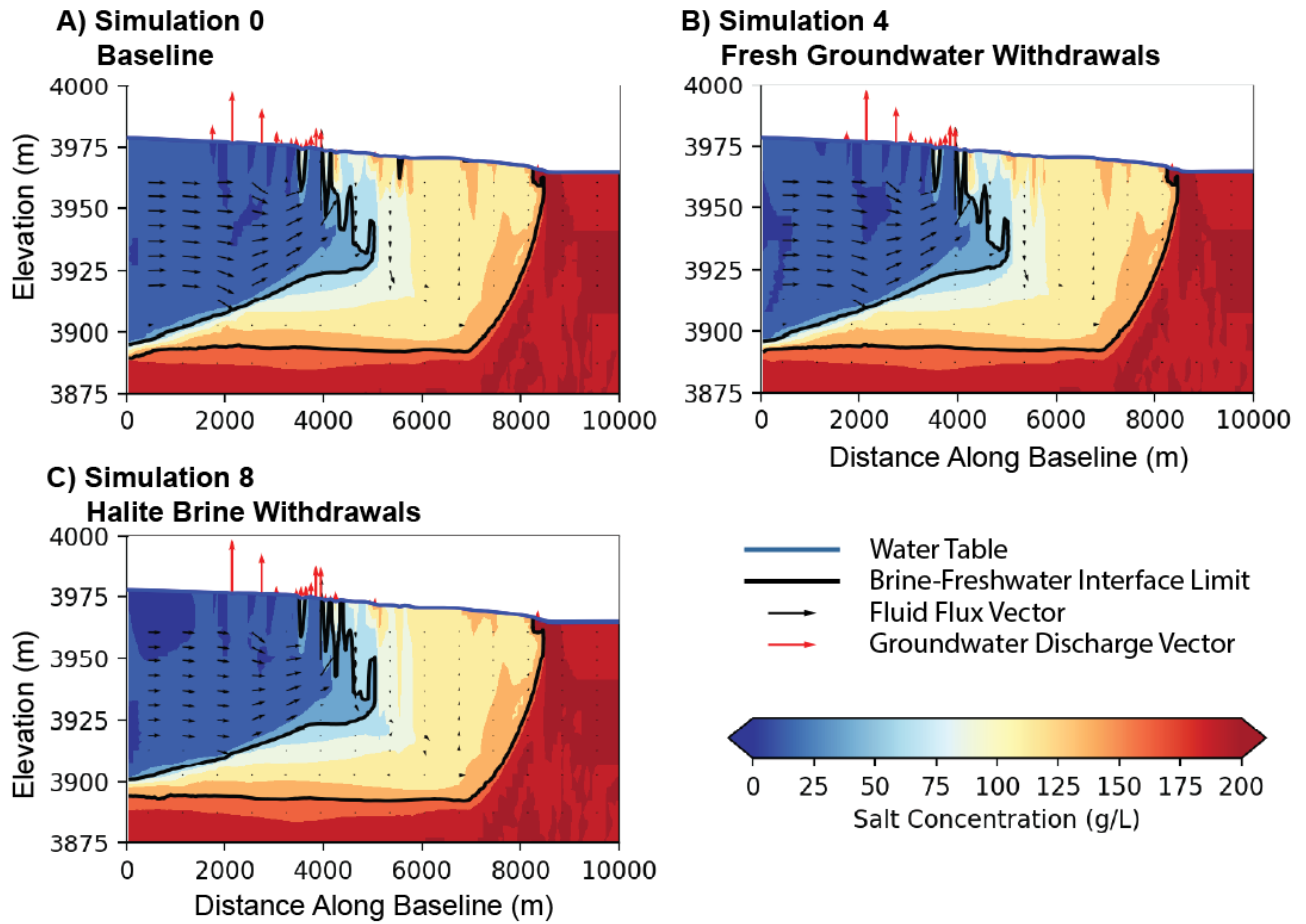 A) Simulation 0
Baseline
4000
3975
3950
3925
3900
3875
Elevation (m)
0 2000 4000 6000 8000 10000
B) Simulation 4
Fresh Groundwater Withdrawals
4000
3975
3950
3925
3900
3875
0 2000 4000 6000 8000 10000
Distance Along Baseline (m)
C) Simulation 8
Halite Brine Withdrawals
4000
3975
3950
3925
3900
3875
Elevation (m)
0 2000 4000 6000 8000 10000
Distance Along Baseline (m)
Water Table
Brine-Freshwater Interface Limit
Fluid Flux Vector
Groundwater Discharge Vector
0 25 50 75 100 125 150 175 200
Salt Concentration (g/L)